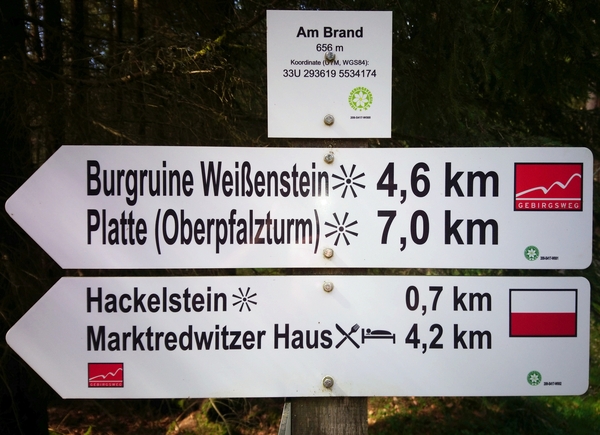 Am Brand
656 m
Koordinate (UTM, WGS84):
33U 293619 5534174
Burgruine Weißenstein 4,6 km
Platte (Oberpfalzturm) 7,0 km
GEBIRGSWEG
Hackelstein 0,7 km
Marktredwitzer Haus 4,2 km